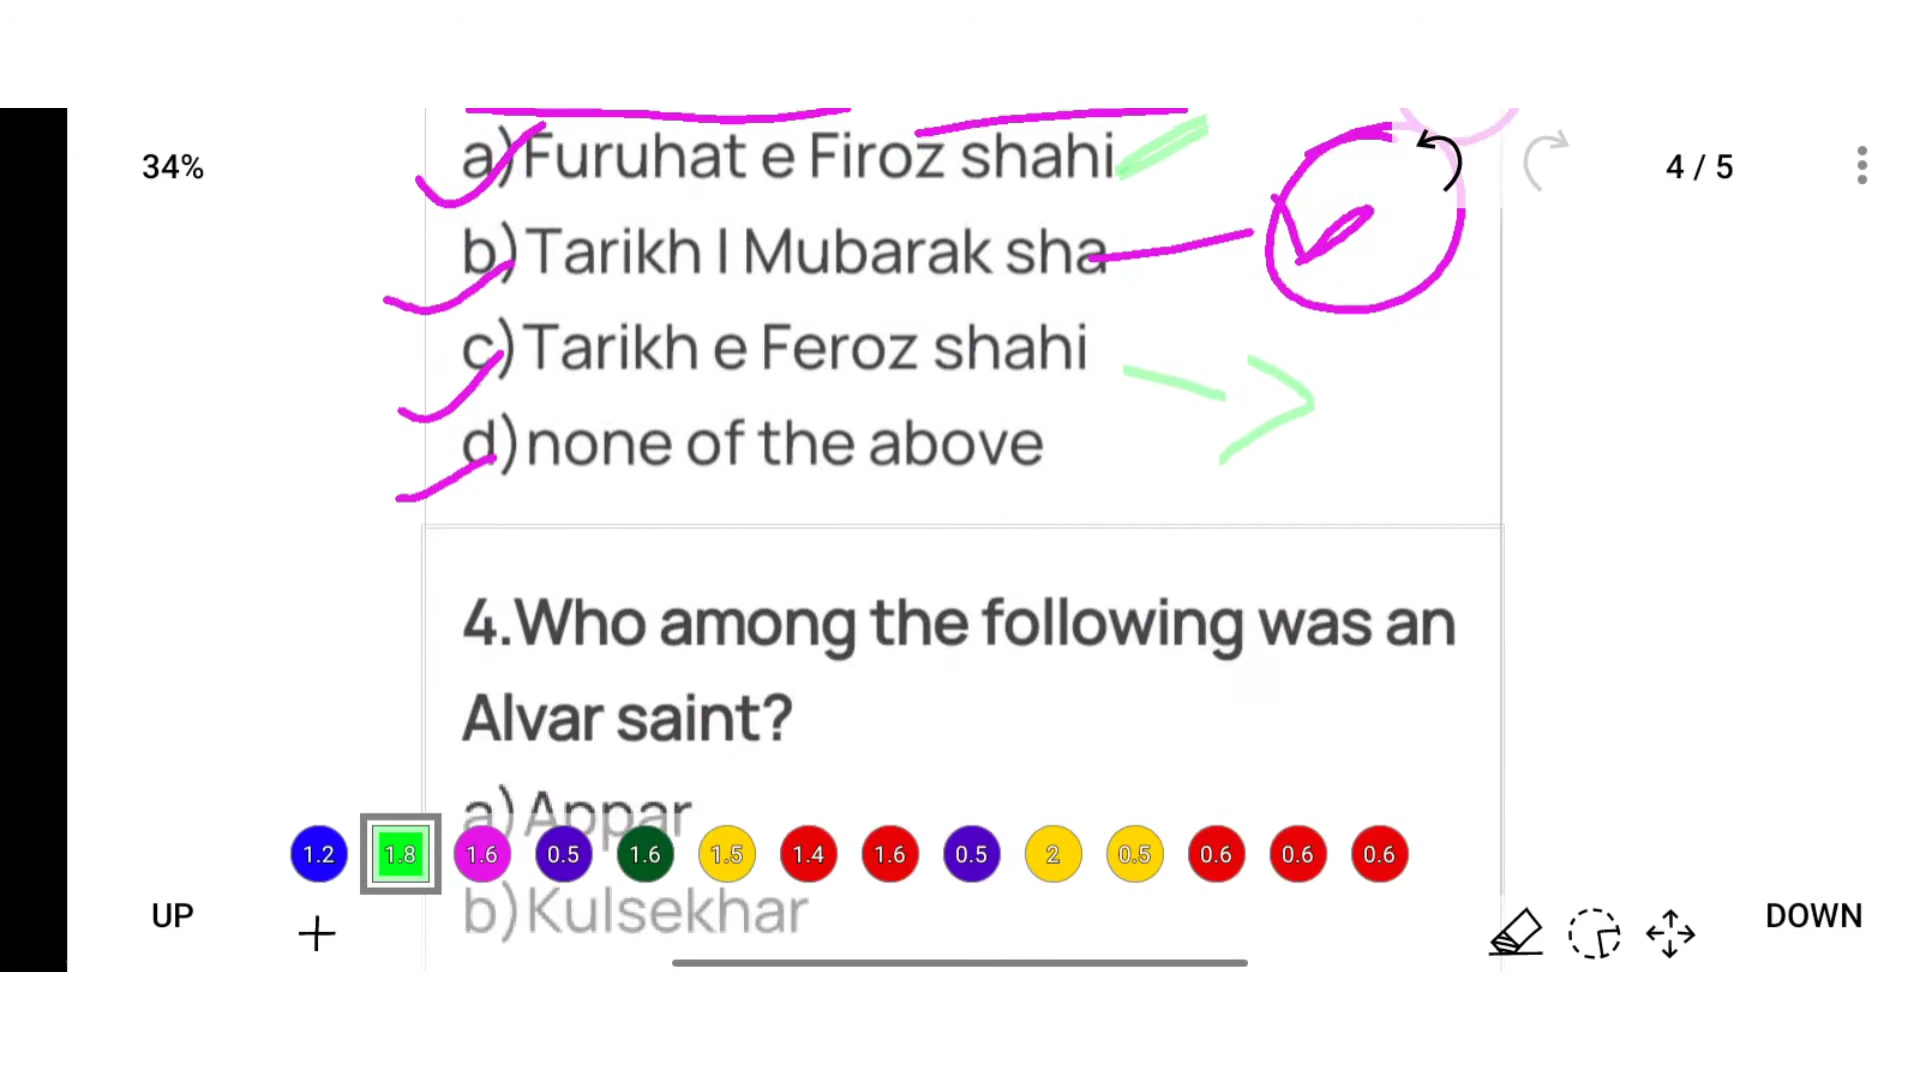 34%
4 / 5
a)Furuhat e Firoz shahi
b)Tarikh I Mubarak sha
c)Tarikh e Feroz shahi
d)none of the above
4.Who among the following was an
Alvar saint?
a)Appar
1.2 1.8 1.6 0.5 1.6 1.5 1.4 1.6 0.5 2 0.5 0.6 0.6 0.6
b)Kulsekhar
UP
DOWN